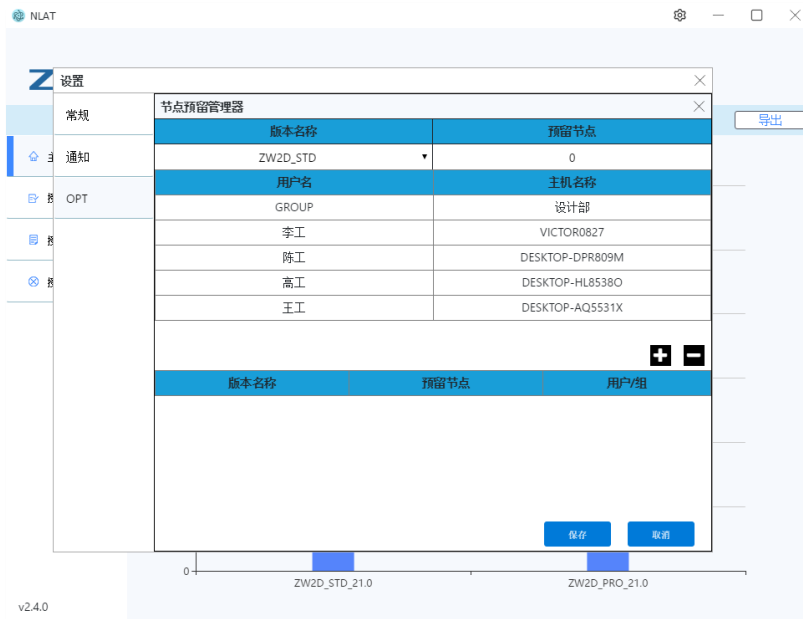 NLAT
设置
常规
通知
OPT
节点预留管理器
版本名称 预留节点
ZW2D_STD 0
用户名 主机名称
GROUP 设计部
李工 VICTOR0827
陈工 DESKTOP-DPR809M
高工 DESKTOP-HL8538O
王工 DESKTOP-AQ5531X
版本名称 预留节点 用户/组
保存 取消
导出
0
ZW2D_STD_21.0 ZW2D_PRO_21.0
v2.4.0